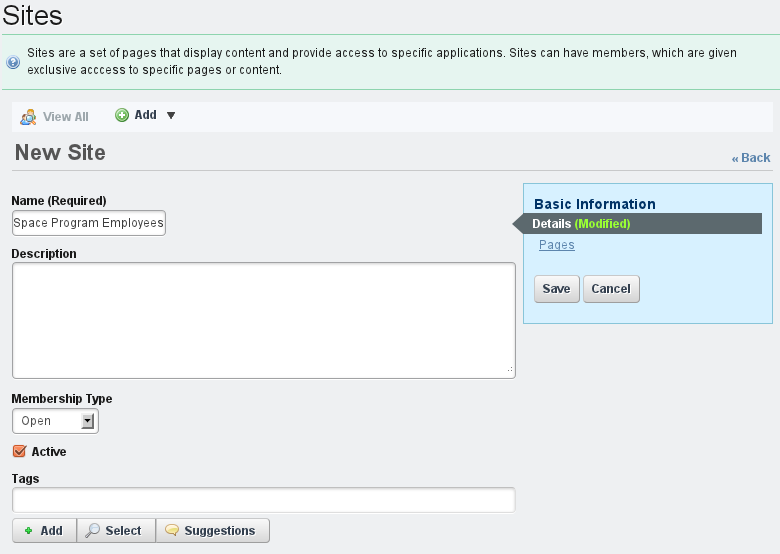 Sites
Sites are a set of pages that display content and provide access to specific applications. Sites can have members, which are given
exclusive acccess to specific pages or content.
View All Add
New Site
« Back
Name (Required)
Space Program Employees
Description
Membership Type
Open
Active
Tags
Add Select Suggestions
Basic Information
Details (Modified)
Pages
Save Cancel